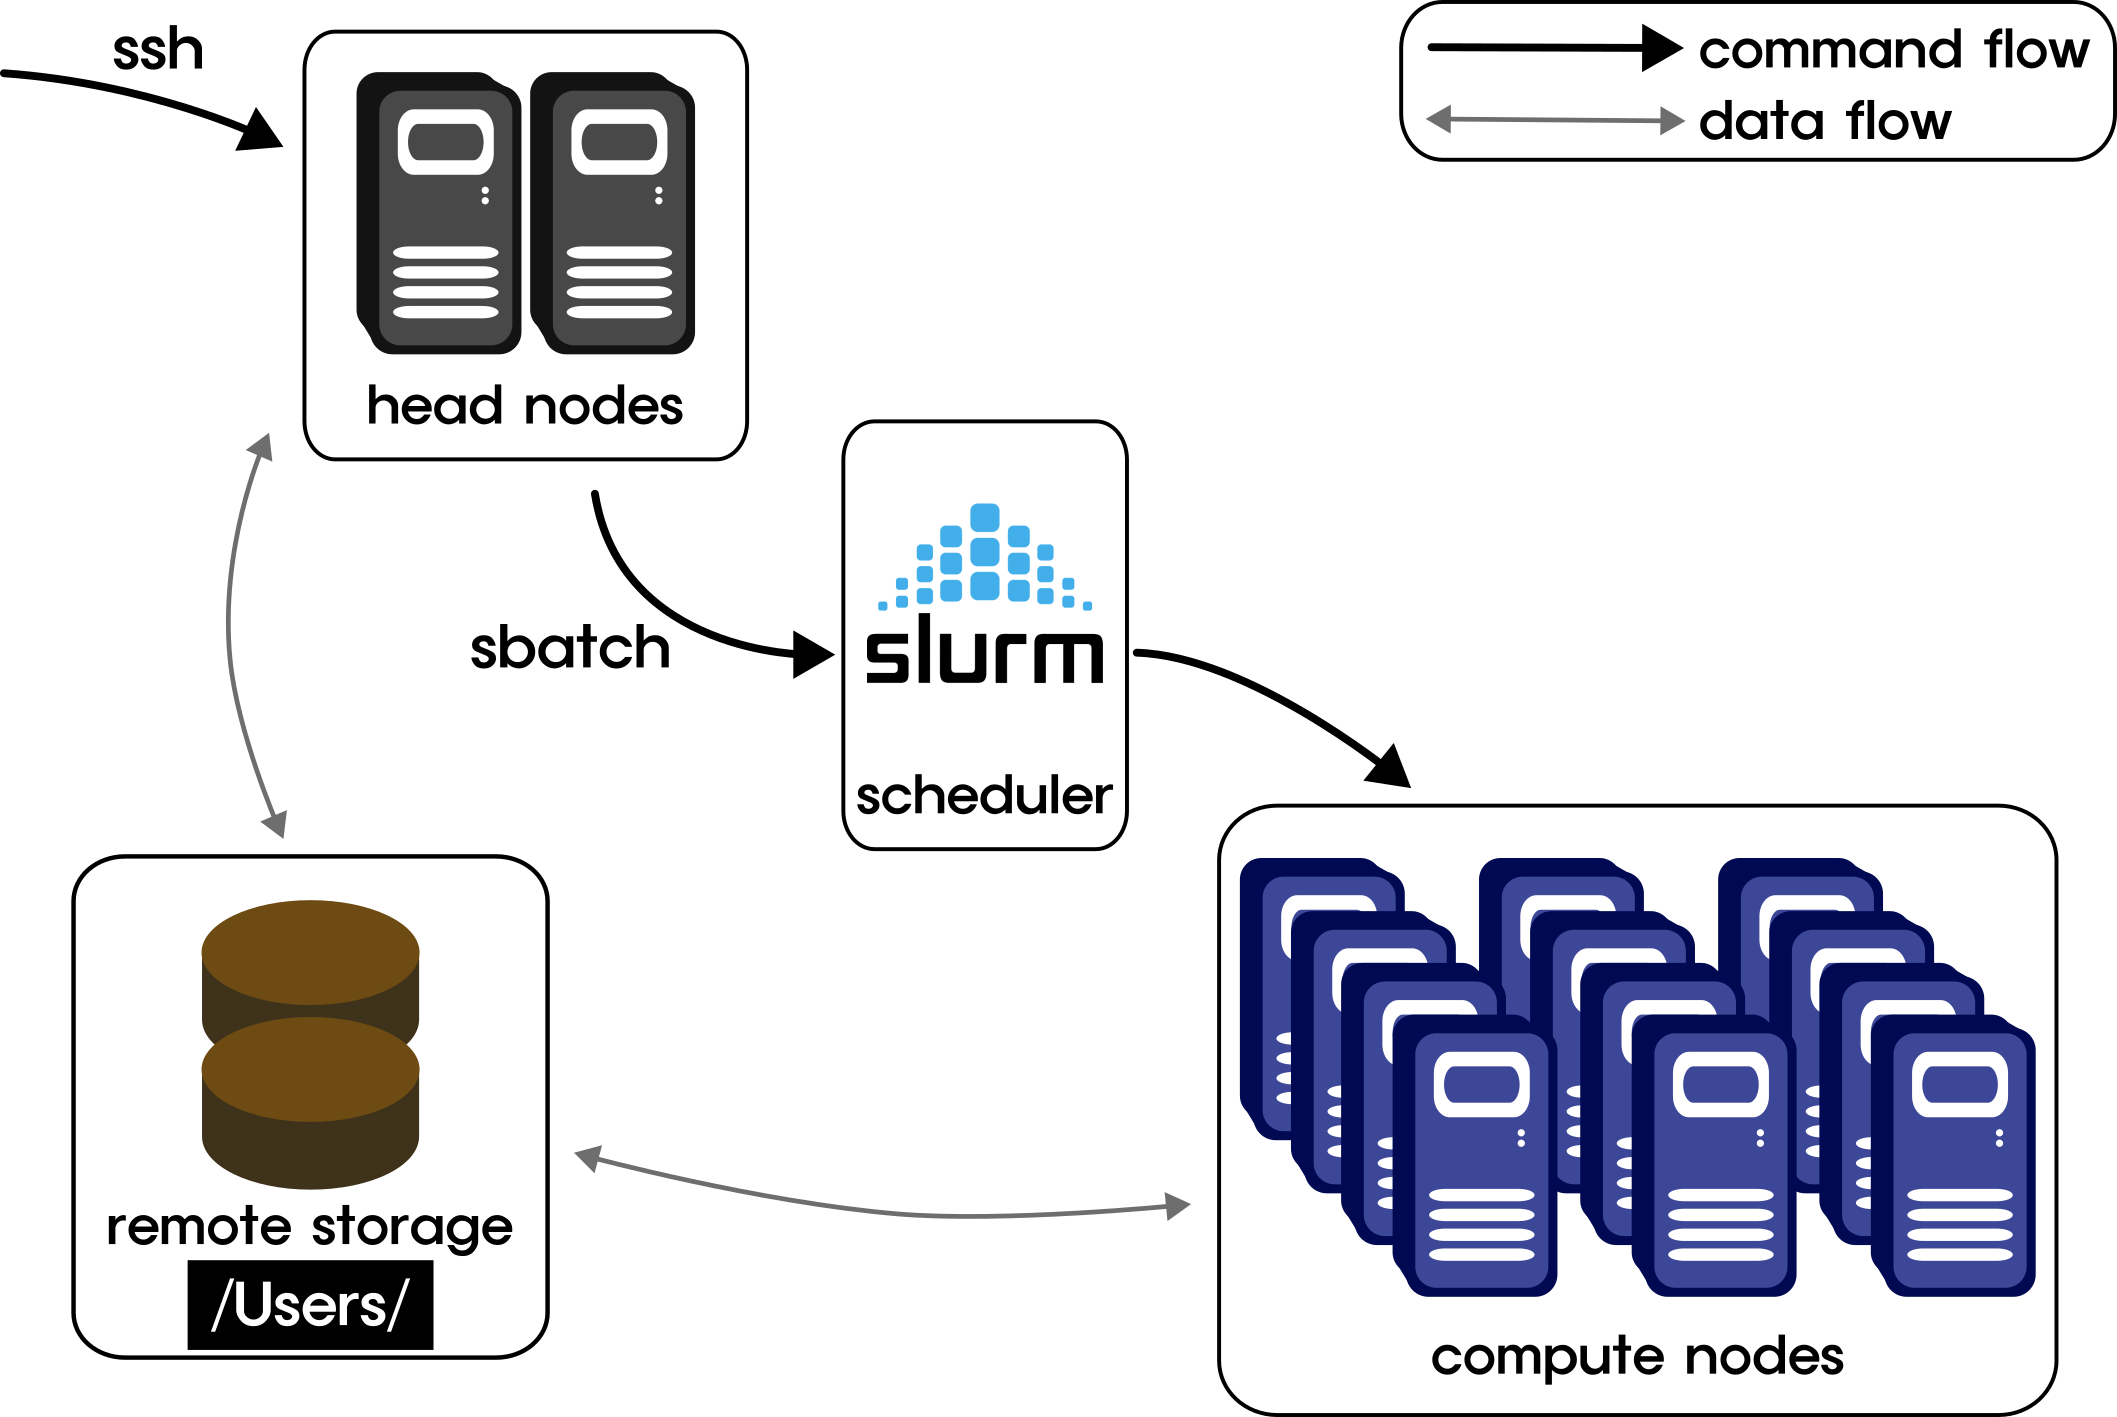 ssh
command flow
data flow
head nodes
sbatch
slurm
scheduler
remote storage
/Users/
compute nodes